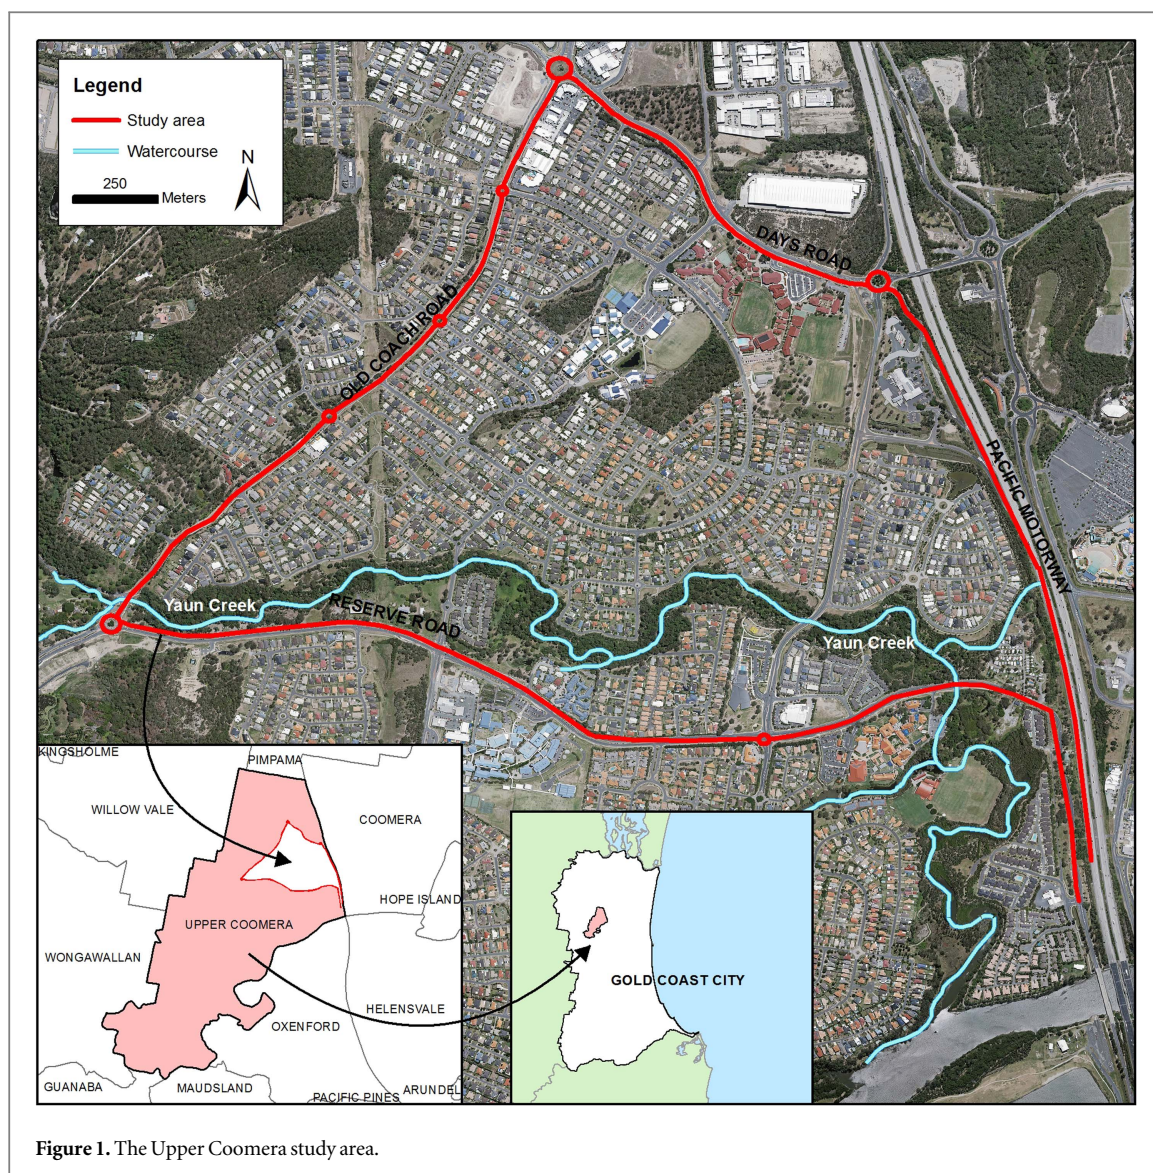 Legend
Study area
Watercourse
N
250
Meters
DAYS ROAD
OLD COACH ROAD
PACIFIC MOTORWAY
Yaun Creek
RESERVE ROAD
Yaun Creek
KINGSHOLME
PIMPAMA
WILLOW VALE
COOMERA
HOPE ISLAND
UPPER COOMERA
WONGAWALLAN
HELENSVALE
OXENFORD
GUANABA
MAUDSLAND
PACIFIC PINES
ARUNDEL
GOLD COAST CITY
Figure 1. The Upper Coomera study area.